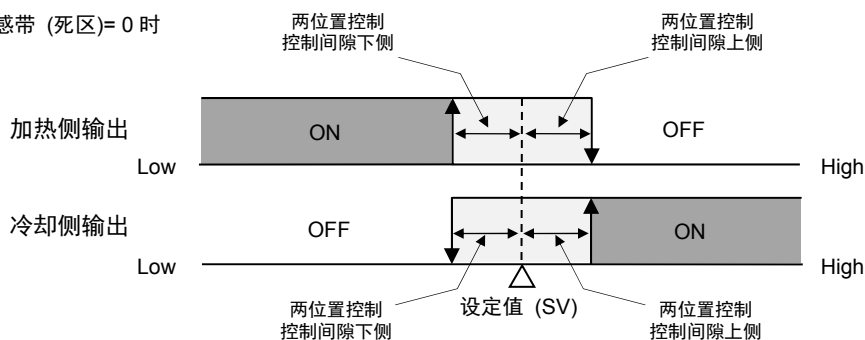 感带 (死区)= 0 时
两位置控制
控制间隙下侧
两位置控制
控制间隙上侧
加热侧输出
ON
OFF
Low
High
冷却侧输出
OFF
ON
Low
High
两位置控制
控制间隙下侧
设定值 (SV)
两位置控制
控制间隙上侧